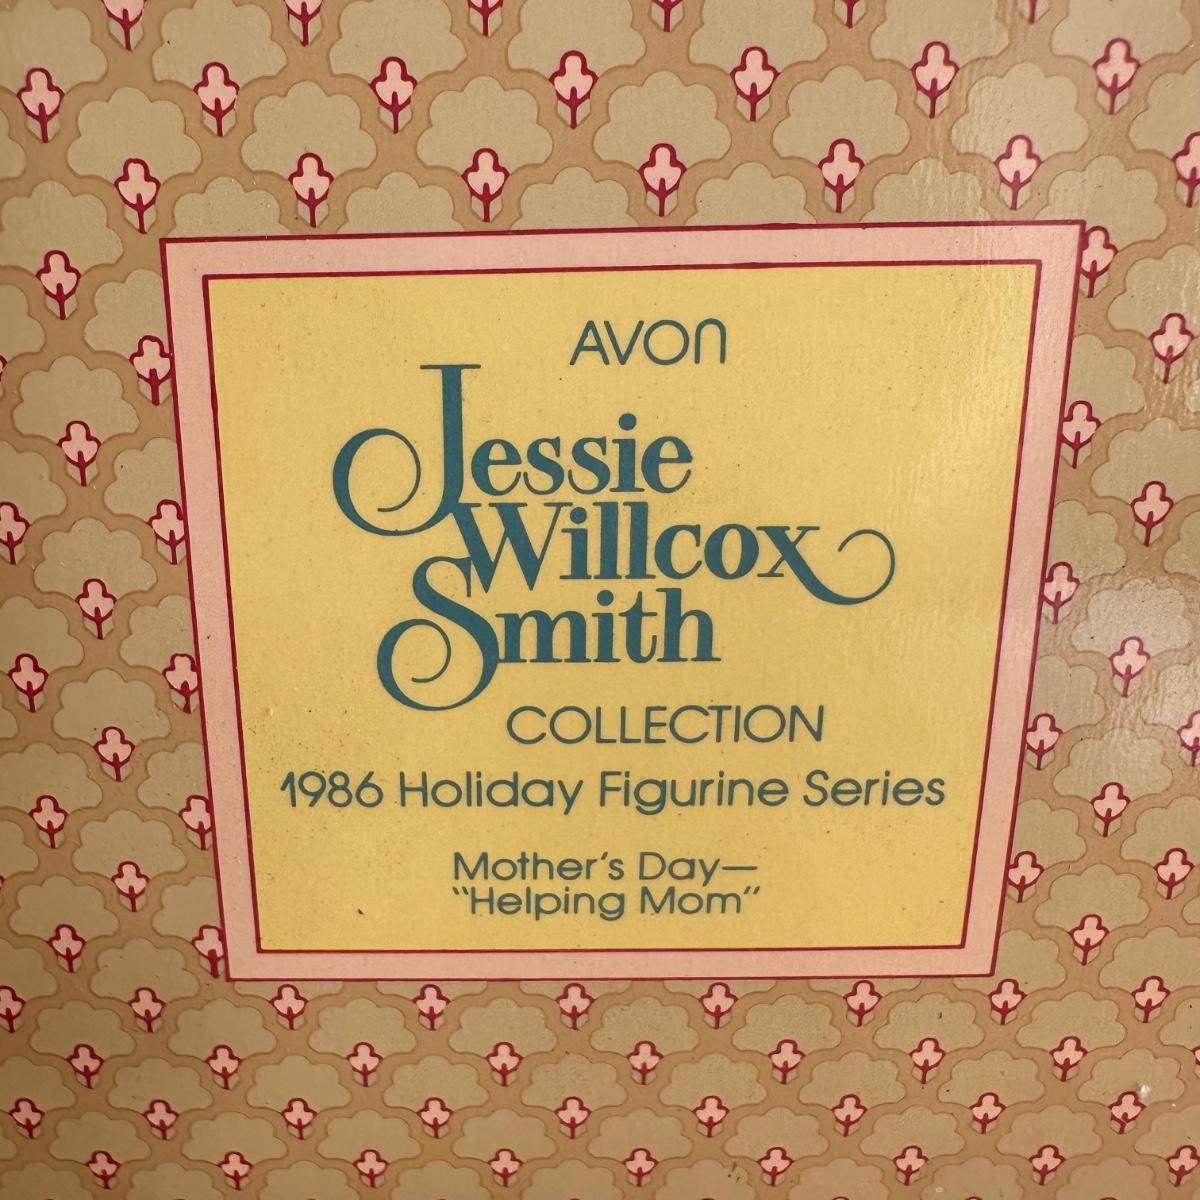 AVON
Jessie
Willcox
Smith
COLLECTION
1986 Holiday Figurine Series
Mother's Day—
"Helping Mom"